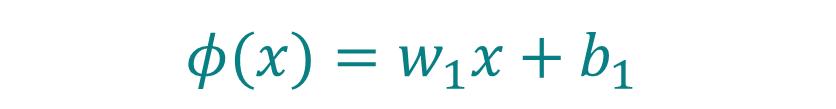 𝜙(𝑥) = 𝑤₁𝑥 + 𝑏₁